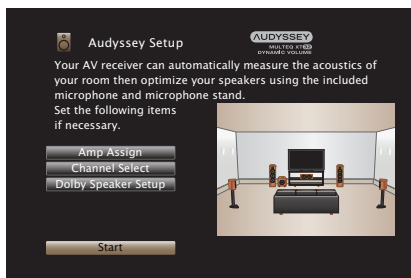 Audyssey Setup
AUDYSSEY
MULTEQ XT32
DYNAMIC VOLUME
Your AV receiver can automatically measure the acoustics of
your room then optimize your speakers using the included
microphone and microphone stand.
Set the following items
if necessary.
Amp Assign
Channel Select
Dolby Speaker Setup
Start